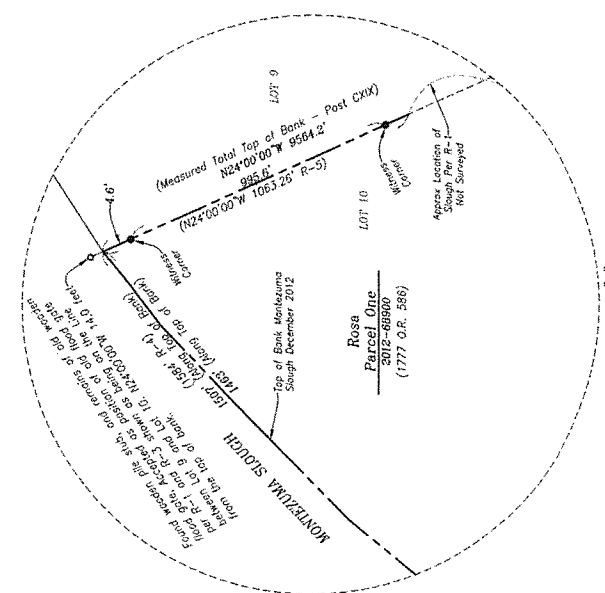 LOT 9
(Measured Total Top of Bank - Post CXIX)
N24°00'00"W 9564.2'
995.6'
(N24°00'00"W 1063.26' R-5)
4.6'
Witness
Corner
Witness
Corner
LOT 10
Approx Location of
Slough Per R-1
Not Surveyed
Found wooden pile stub, and remains of old wooden
flood gate. Accepted as position of old flood gate
per R-1 and R-3 shown as being on the Line
between Lot 9 and Lot 10, N24°00'00"W 14.0 feet
from the top of bank.
(1584' R-4)
1502' (Along Top of Bank)
1463' (Along Top of Bank)
Top of Bank Montezuma
Slough December 2012
MONTEZUMA SLOUGH
Rosa
Parcel One
2012-68900
(1777 O.R. 586)